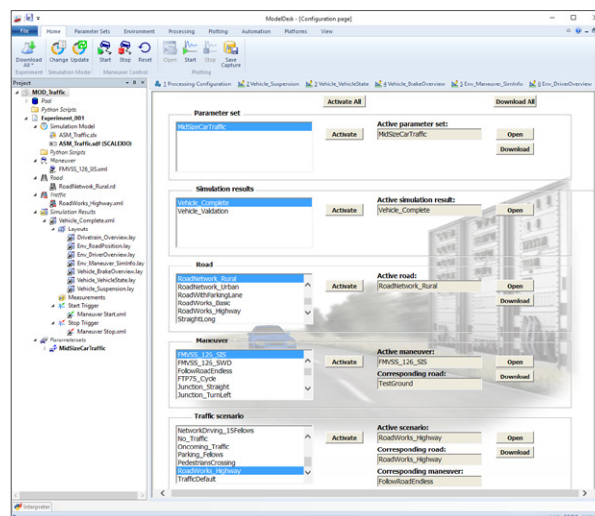 ModelDesk - [Configuration page]
File Home Parameter Sets Environment Processing Plotting Automation Platforms View
Download All Change Update Start Stop Reset Open Start Stop Save Capture
Experiment Simulation Model Maneuver Control Plotting
Project
1 Processing Configuration 2 Vehicle_Suspension 3 Vehicle_VehicleState 4 Vehicle_BrakeOverview 5 Env_Maneuver_SimInfo 6 Env_DriverOverview
MOD_Traffic
Pool
Python Scripts
Experiment_001
Simulation Model
ASM_Traffic.slx
ASM_Traffic.sdf (SCALEXIO)
Python Scripts
Maneuver
FMVSS_126_SIS.xml
Road
RoadNetwork_Rural.rd
Traffic
RoadWorks_Highway.xml
Simulation Results
Vehicle_Complete.xml
Layouts
Drivetrain_Overview.lay
Env_RoadPosition.lay
Env_DriverOverview.lay
Env_Maneuver_SimInfo.lay
Vehicle_BrakeOverview.lay
Vehicle_VehicleState.lay
Vehicle_Suspension.lay
Measurements
Start Trigger
Maneuver Start.xml
Stop Trigger
Maneuver Stop.xml
Parametersets
MidSizeCarTraffic
Activate All Download All
Parameter set
MidSizeCarTraffic
Activate
Active parameter set:
MidSizeCarTraffic
Open
Download
Simulation results
Vehicle_Complete
Vehicle_Validation
Activate
Active simulation result:
Vehicle_Complete
Open
Road
RoadNetwork_Rural
RoadNetwork_Urban
RoadWithParkingLane
RoadWorks_Basic
RoadWorks_Highway
StraightLong
Activate
Active road:
RoadNetwork_Rural
Open
Download
Maneuver
FMVSS_126_SIS
FMVSS_126_SWD
FollowRoadEndless
FTP75_Cycle
Junction_Straight
Junction_TurnLeft
Activate
Active maneuver:
FMVSS_126_SIS
Open
Corresponding road:
TestGround
Download
Traffic scenario
NetworkDriving_15Fellows
No_Traffic
Oncoming_Traffic
Parking_Fellows
PedestriansCrossing
RoadWorks_Highway
TrafficDefault
Activate
Active scenario:
RoadWorks_Highway
Open
Corresponding road:
RoadWorks_Highway
Download
Corresponding maneuver:
FollowRoadEndless
Interpreter